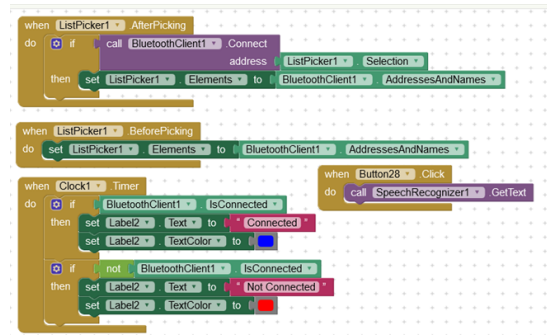 when ListPicker1 .AfterPicking
do if call BluetoothClient1 .Connect
address ListPicker1 . Selection
then set ListPicker1 . Elements to BluetoothClient1 . AddressesAndNames
when ListPicker1 .BeforePicking
do set ListPicker1 . Elements to BluetoothClient1 . AddressesAndNames
when Button28 .Click
do call SpeechRecognizer1 .GetText
when Clock1 .Timer
do if BluetoothClient1 . IsConnected
then set Label2 . Text to " Connected "
set Label2 . TextColor to
if not BluetoothClient1 . IsConnected
then set Label2 . Text to " Not Connected "
set Label2 . TextColor to